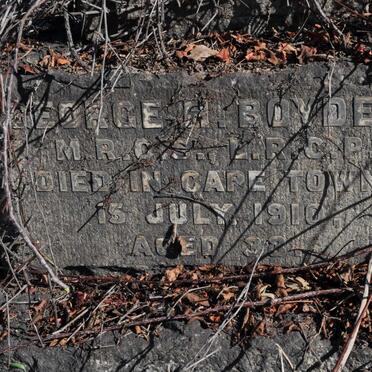 GEORGE H. BOYDE
M.R.C.S., L.R.C.P.
DIED IN CAPE TOWN
15 JULY, 1910,
AGED